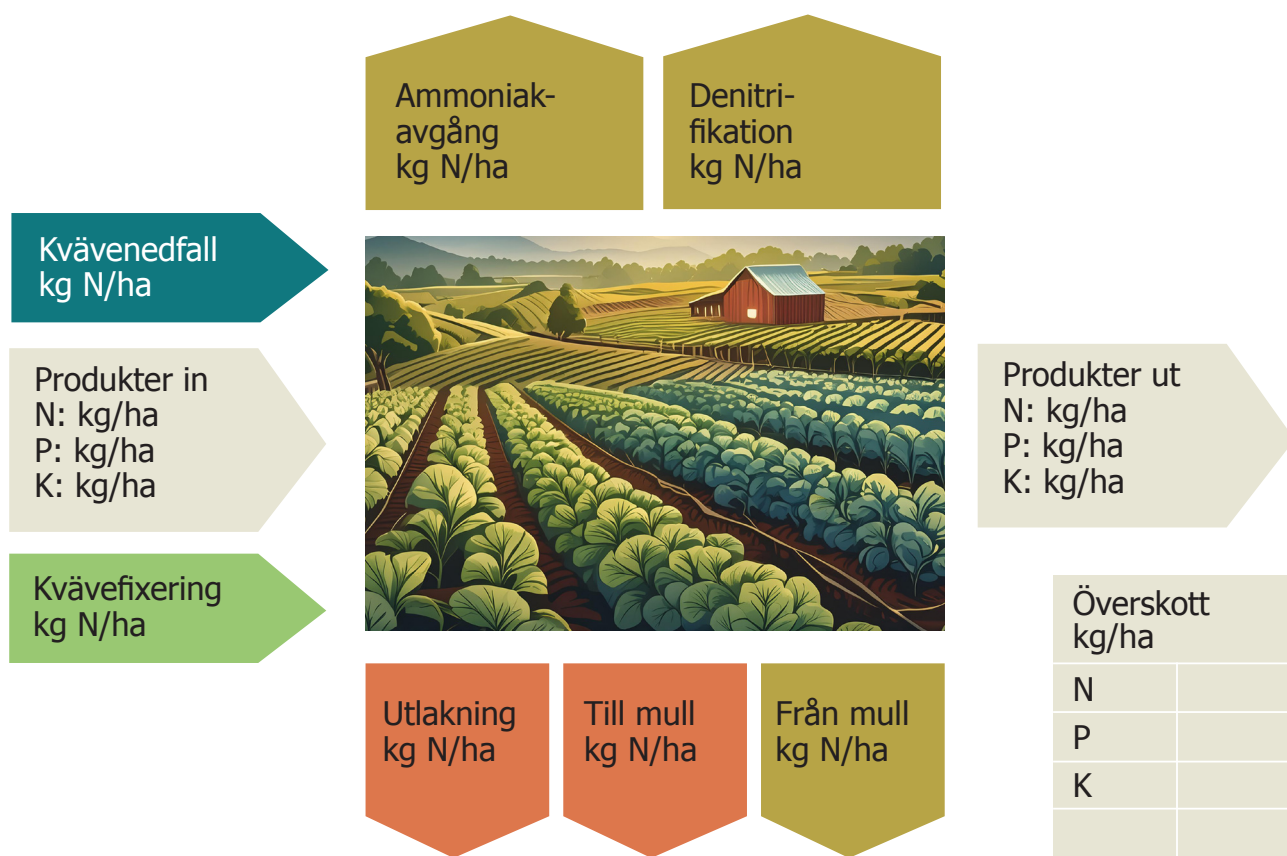 Ammoniak-
avgång
kg N/ha
Denitri-
fikation
kg N/ha
Kvävenedfall
kg N/ha
Produkter in
N: kg/ha
P: kg/ha
K: kg/ha
Kvävefixering
kg N/ha
Produkter ut
N: kg/ha
P: kg/ha
K: kg/ha
Utlakning
kg N/ha
Till mull
kg N/ha
Från mull
kg N/ha
Överskott
kg/ha
N
P
K